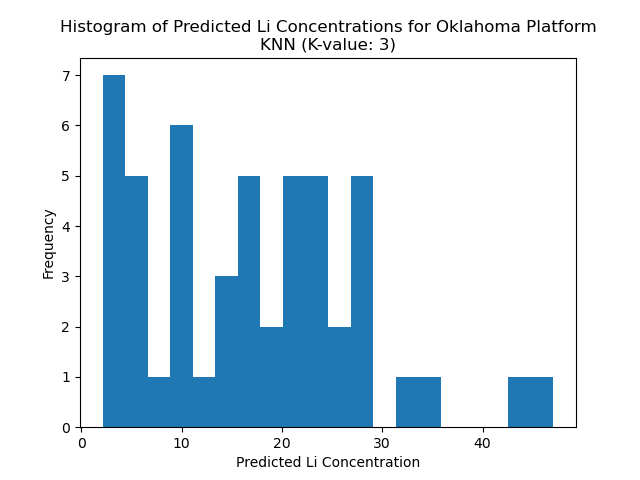 Histogram of Predicted Li Concentrations for Oklahoma Platform
KNN (K-value: 3)
7
6
5
4
3
2
1
0
Frequency
0 10 20 30 40
Predicted Li Concentration